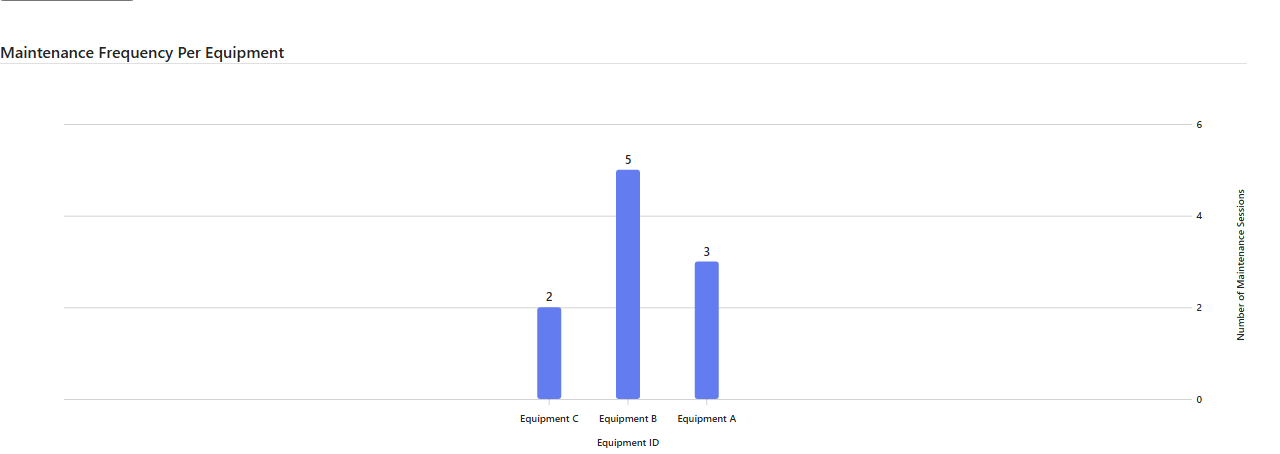 Maintenance Frequency Per Equipment
6
5
4
3
2
2
0
Number of Maintenance Sessions
Equipment C Equipment B Equipment A
Equipment ID